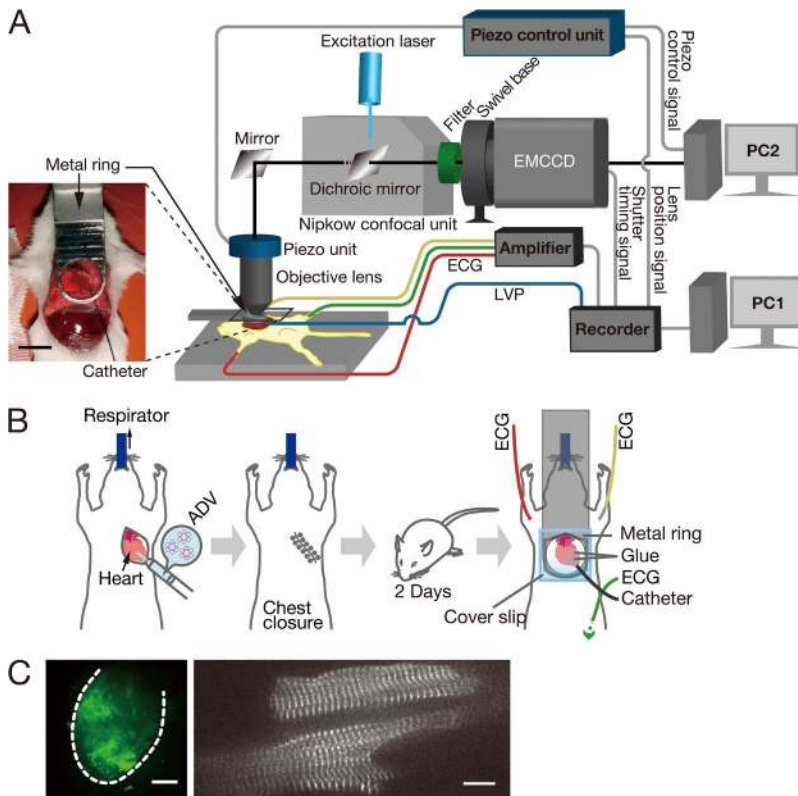 A
Excitation laser
Piezo control unit
Piezo
control signal
Filter
Swivel base
Mirror
EMCCD
PC2
Metal ring
Dichroic mirror
Nipkow confocal unit
Lens
position signal
Shutter
timing signal
Piezo unit
Amplifier
Objective lens
ECG
LVP
PC1
Recorder
Catheter
B
Respirator
ECG
ECG
ADV
Metal ring
Glue
Heart
ECG
2 Days
Catheter
Chest
closure
Cover slip
C